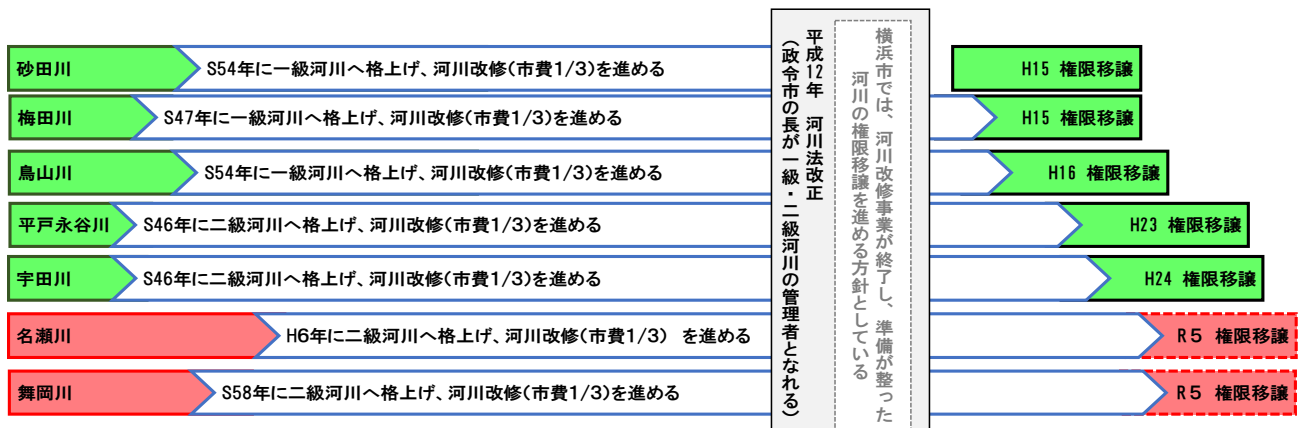 砂田川
S54年に一級河川へ格上げ、河川改修(市費1/3)を進める
H15 権限移譲
梅田川
S47年に一級河川へ格上げ、河川改修(市費1/3)を進める
H15 権限移譲
鳥山川
S54年に一級河川へ格上げ、河川改修(市費1/3)を進める
H16 権限移譲
平戸永谷川
S46年に二級河川へ格上げ、河川改修(市費1/3)を進める
H23 権限移譲
宇田川
S46年に二級河川へ格上げ、河川改修(市費1/3)を進める
H24 権限移譲
名瀬川
H6年に二級河川へ格上げ、河川改修(市費1/3) を進める
R5 権限移譲
舞岡川
S58年に二級河川へ格上げ、河川改修(市費1/3)を進める
R5 権限移譲
横浜市では、河川改修事業が終了し、準備が整った
河川の権限移譲を進める方針としている
平成12年 河川法改正
(政令市の長が一級・二級河川の管理者となれる)